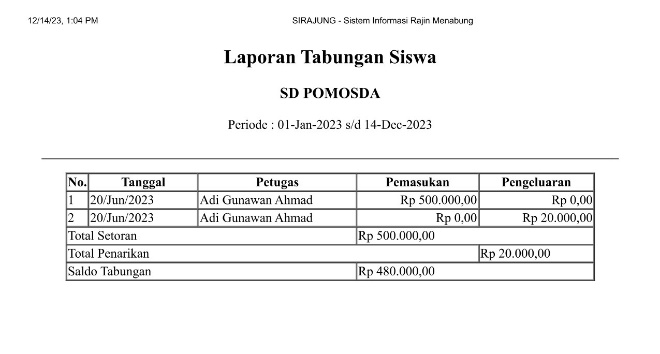 12/14/23, 1:04 PM SIRAJUNG - Sistem Informasi Rajin Menabung
Laporan Tabungan Siswa
SD POMOSDA
Periode : 01-Jan-2023 s/d 14-Dec-2023
No. Tanggal Petugas Pemasukan Pengeluaran
1 20/Jun/2023 Adi Gunawan Ahmad Rp 500.000,00 Rp 0,00
2 20/Jun/2023 Adi Gunawan Ahmad Rp 0,00 Rp 20.000,00
Total Setoran Rp 500.000,00
Total Penarikan Rp 20.000,00
Saldo Tabungan Rp 480.000,00